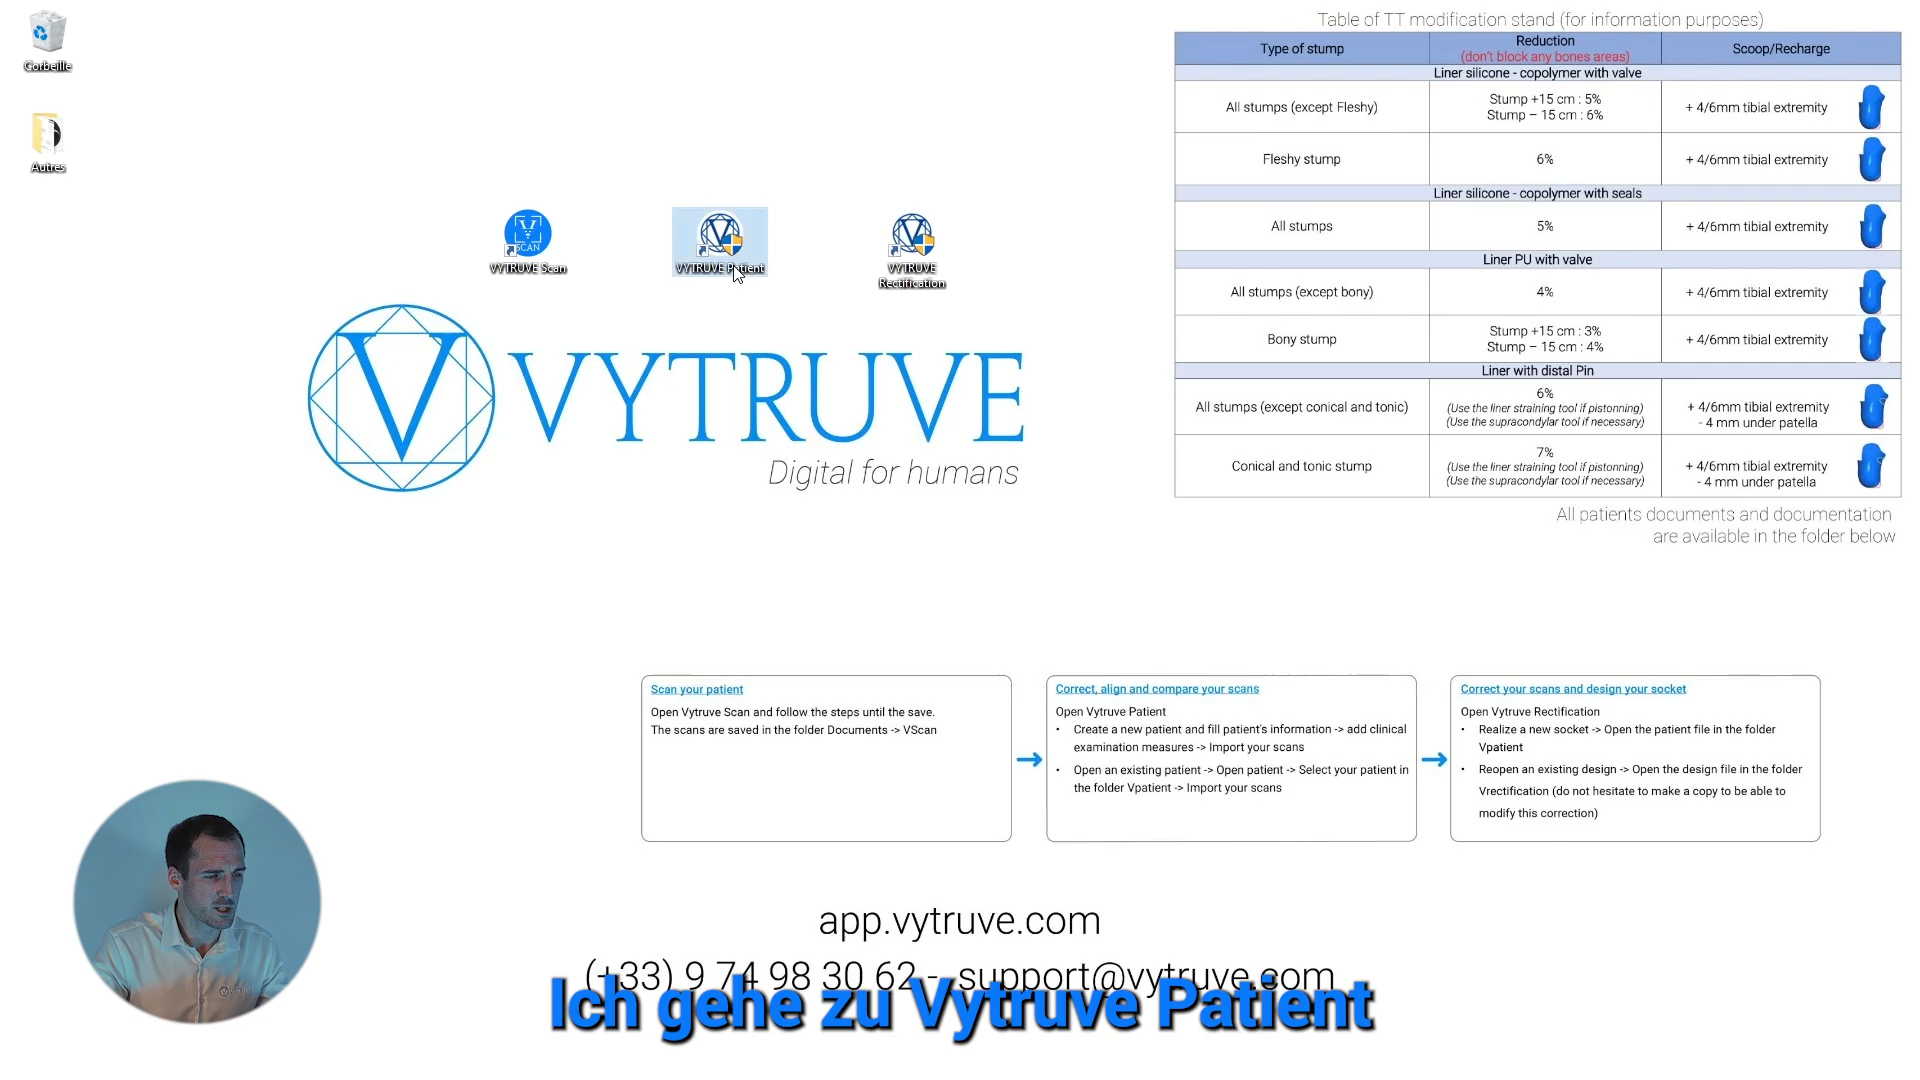 Corbeille
Autres
VYTRUVE Scan
SCAN
VYTRUVE Patient
VYTRUVE
Rectification
VYTRUVE
Digital for humans
Table of TT modification stand (for information purposes)
Type of stump
Reduction
(don't block any bones areas)
Scoop/Recharge
Liner silicone - copolymer with valve
All stumps (except Fleshy)
Stump +15 cm : 5%
Stump – 15 cm : 6%
+ 4/6mm tibial extremity
Fleshy stump
6%
+ 4/6mm tibial extremity
Liner silicone - copolymer with seals
All stumps
5%
+ 4/6mm tibial extremity
Liner PU with valve
All stumps (except bony)
4%
+ 4/6mm tibial extremity
Bony stump
Stump +15 cm : 3%
Stump – 15 cm : 4%
+ 4/6mm tibial extremity
Liner with distal Pin
All stumps (except conical and tonic)
6%
(Use the liner straining tool if pistonning)
(Use the supracondylar tool if necessary)
+ 4/6mm tibial extremity
- 4 mm under patella
Conical and tonic stump
7%
(Use the liner straining tool if pistonning)
(Use the supracondylar tool if necessary)
+ 4/6mm tibial extremity
- 4 mm under patella
All patients documents and documentation
are available in the folder below
Scan your patient
Open Vytruve Scan and follow the steps until the save.
The scans are saved in the folder Documents -> VScan
Correct, align and compare your scans
Open Vytruve Patient
• Create a new patient and fill patient's information -> add clinical
examination measures -> Import your scans
• Open an existing patient -> Open patient -> Select your patient in
the folder Vpatient -> Import your scans
Correct your scans and design your socket
Open Vytruve Rectification
• Realize a new socket -> Open the patient file in the folder
Vpatient
• Reopen an existing design -> Open the design file in the folder
Vrectification (do not hesitate to make a copy to be able to
modify this correction)
app.vytruve.com
(+33) 9 74 98 30 62 - support@vytruve.com
Ich gehe zu Vytruve Patient